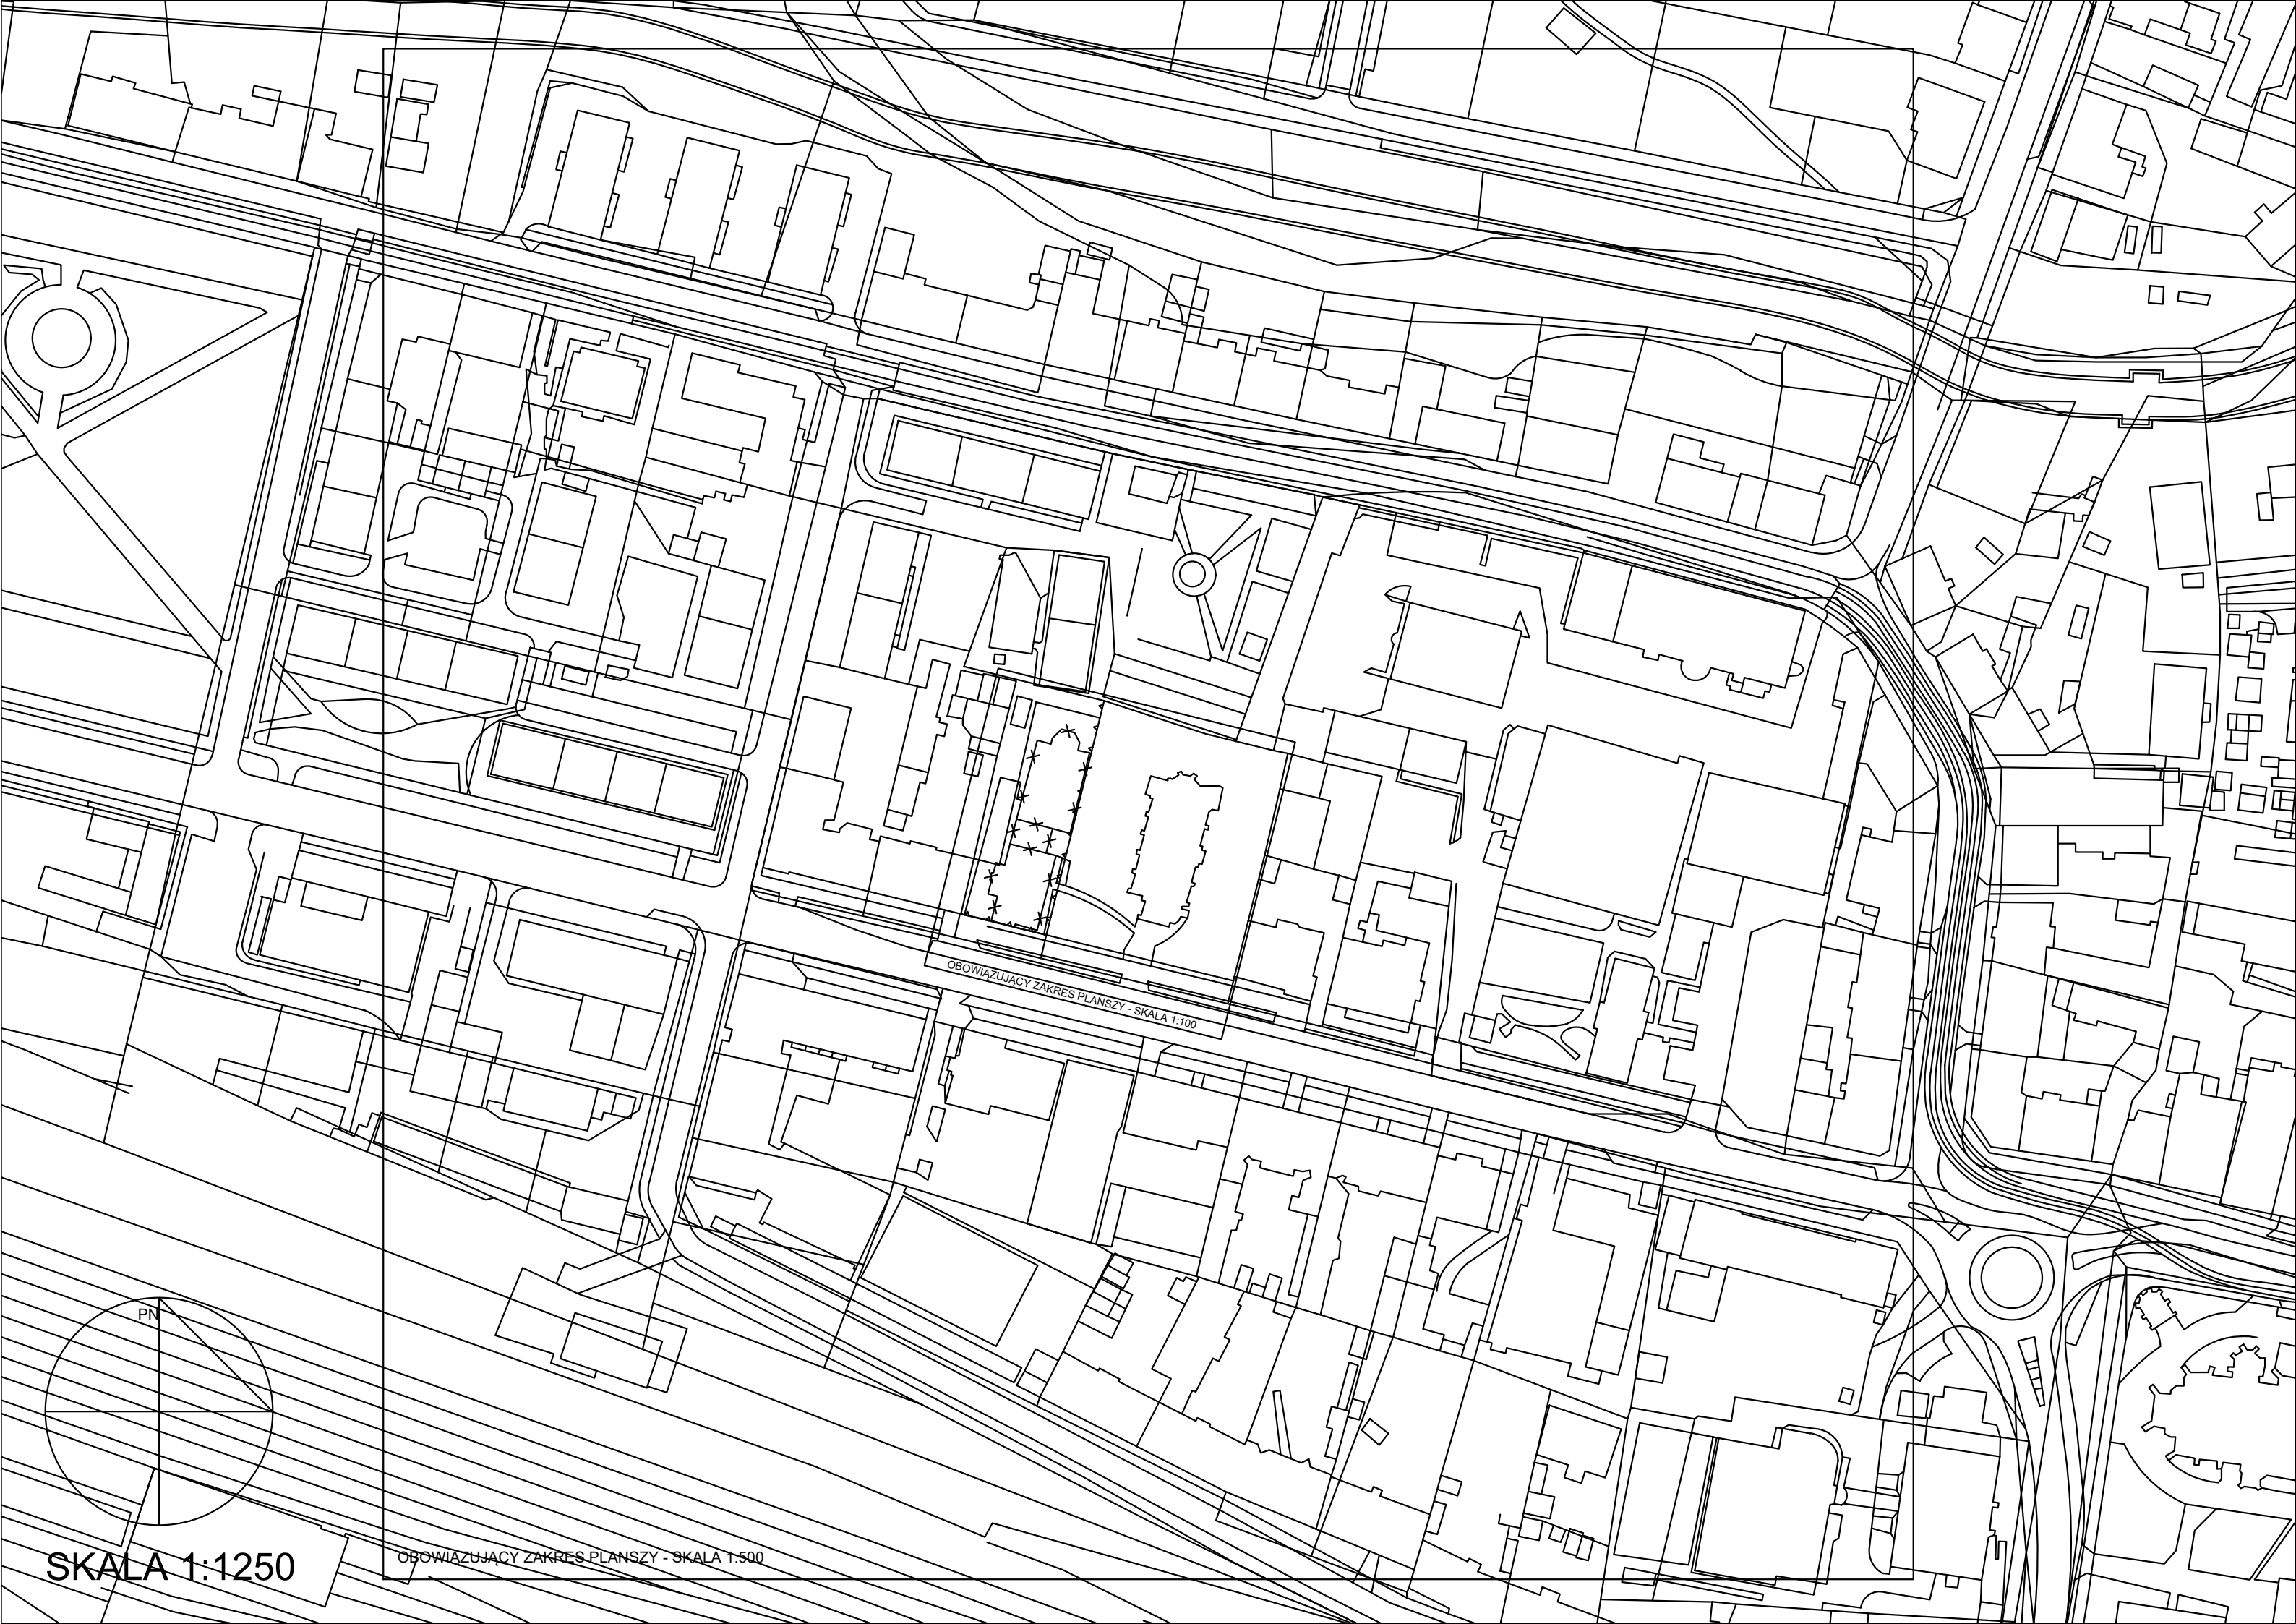 OBOWIĄZUJĄCY ZAKRES PLANSZY - SKALA 1:100
PN
SKALA 1:1250
OBOWIĄZUJĄCY ZAKRES PLANSZY - SKALA 1:500